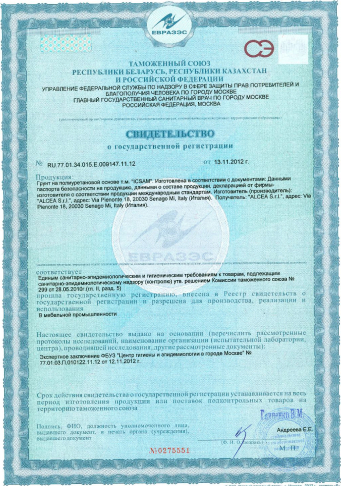 ЕВРАЗЭС
СЭ
ТАМОЖЕННЫЙ СОЮЗ
РЕСПУБЛИКИ БЕЛАРУСЬ, РЕСПУБЛИКИ КАЗАХСТАН
И РОССИЙСКОЙ ФЕДЕРАЦИИ
УПРАВЛЕНИЕ ФЕДЕРАЛЬНОЙ СЛУЖБЫ ПО НАДЗОРУ В СФЕРЕ ЗАЩИТЫ ПРАВ ПОТРЕБИТЕЛЕЙ И
БЛАГОПОЛУЧИЯ ЧЕЛОВЕКА ПО ГОРОДУ МОСКВЕ
ГЛАВНЫЙ ГОСУДАРСТВЕННЫЙ САНИТАРНЫЙ ВРАЧ ПО ГОРОДУ МОСКВЕ
РОССИЙСКАЯ ФЕДЕРАЦИЯ, МОСКВА
СВИДЕТЕЛЬСТВО
о государственной регистрации
№ RU.77.01.34.015.Е.009147.11.12 от 13.11.2012 г.
Продукция:
Грунт на полиуретановой основе т.м. "ICSAM". Изготовлена в соответствии с документами: Данными
паспорта безопасности на продукцию, данными о составе продукции, декларацией от фирмы-
изготовителя о соответствии продукции международным стандартам. Изготовитель (производитель):
"ALCEA S.r.l.", адрес: Via Piemonte 18, 20030 Senago Mi, Italy (Италия). Получатель: "ALCEA S.r.l.", адрес: Via
Piemonte 18, 20030 Senago Mi, Italy (Италия).
соответствует
Единым санитарно-эпидемиологическим и гигиеническим требованиям к товарам, подлежащим
санитарно-эпидемиологическому надзору (контролю) утв. решением Комиссии таможенного союза №
299 от 28.05.2010г (гл. II, разд. 5)
прошла государственную регистрацию, внесена в Реестр свидетельств о
государственной регистрации и разрешена для производства, реализации и
использования
В мебельной промышленности
Настоящее свидетельство выдано на основании (перечислить рассмотренные
протоколы исследований, наименование организации (испытательной лаборатории,
центра), проводившей исследования, другие рассмотренные документы):
Экспертное заключение ФБУЗ "Центр гигиены и эпидемиологии в городе Москве" №
77.01.03.П.010122.11.12 от 12.11.2012 г.
Срок действия свидетельства о государственной регистрации устанавливается на весь
период изготовления продукции или поставок подконтрольных товаров на
территорию таможенного союза
Подпись, ФИО, должность уполномоченного лица,
выдавшего документ, и печать органа (учреждения),
выдавшего документ
Андреева Е.Е.
М. П.
№0275551